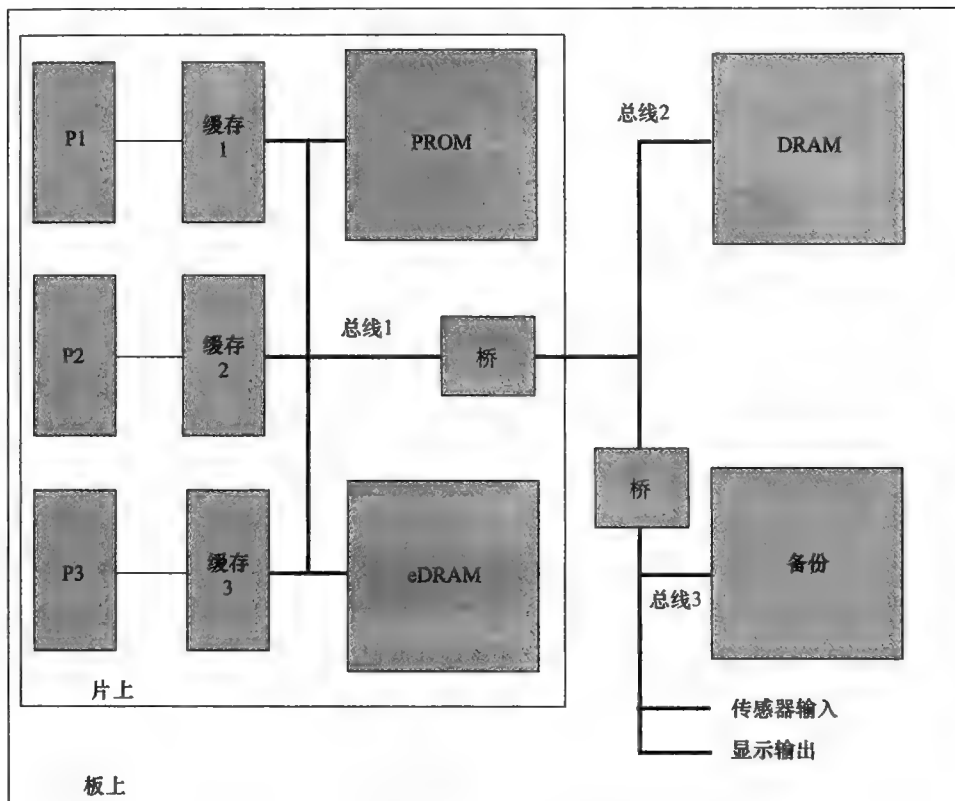 P1
缓存
1
PROM
总线2
DRAM
P2
缓存
2
总线1
桥
桥
P3
缓存
3
eDRAM
备份
总线3
片上
传感器输入
显示输出
板上